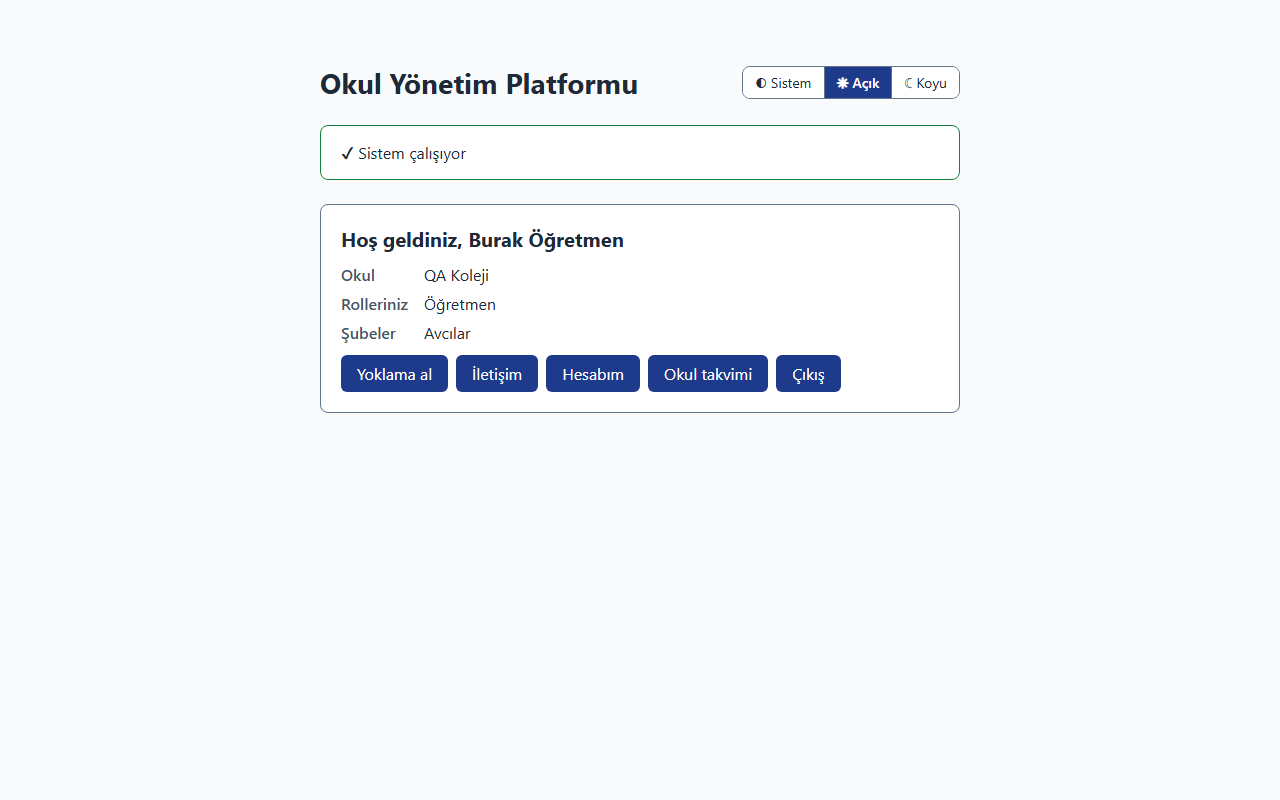 Okul Yönetim Platformu
◐ Sistem ❋ Açık ☾ Koyu
✓ Sistem çalışıyor
Hoş geldiniz, Burak Öğretmen
Okul QA Koleji
Rolleriniz Öğretmen
Şubeler Avcılar
Yoklama al İletişim Hesabım Okul takvimi Çıkış